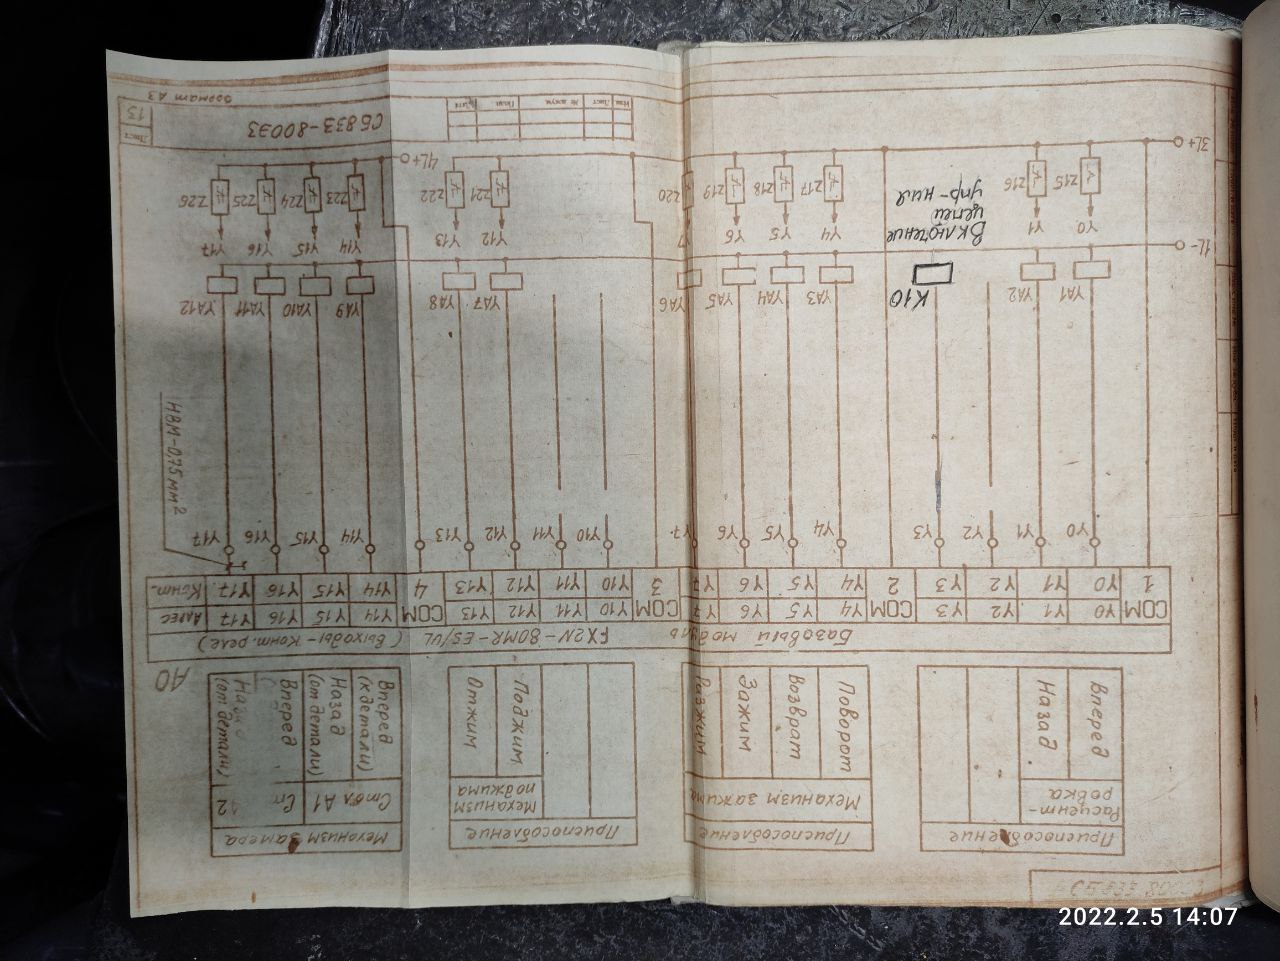 СБ833-800Э3
Лист
13
Формат А3
Изм
Лист
№ докум.
Подп
Дата
Приспособление
Расцент-
ровка
Вперед
Назад
Приспособление
Механизм зажима
Поворот
Возврат
Зажим
Разжим
Приспособление
Механизм
поджима
Поджим
Отжим
Механизм замера
Стол А1
Вперед
(к детали)
Назад
(от детали)
Вперед
(от детали)
А0
Базовый модуль FX2N-80MR-ES/UL (выходы-конт. реле)
COM 1 Y0 Y1 Y2 Y3 COM 2 Y4 Y5 Y6 Y7 COM 3 Y10 Y11 Y12 Y13 COM 4 Y14 Y15 Y16 Y17 Адрес
Y0 Y1 Y2 Y3 Y4 Y5 Y6 Y7 Y10 Y11 Y12 Y13 Y14 Y15 Y16 Y17 Конт.
Y0 Y1 Y2 Y3 Y4 Y5 Y6 Y7 Y10 Y11 Y12 Y13 Y14 Y15 Y16 Y17
НВМ-0,75мм2
YA1 YA2 K10 YA3 YA4 YA5 YA6 YA7 YA8 YA9 YA10 YA11 YA12
1L-
Включение
цепей
упр-ния
Y0 Y1 Y4 Y5 Y6 Y7 Y12 Y13 Y14 Y15 Y16 Y17
Z15 Z16 Z17 Z18 Z19 Z20 Z21 Z22 Z23 Z24 Z25 Z26
3L+
4L+
2022.2.5 14:07